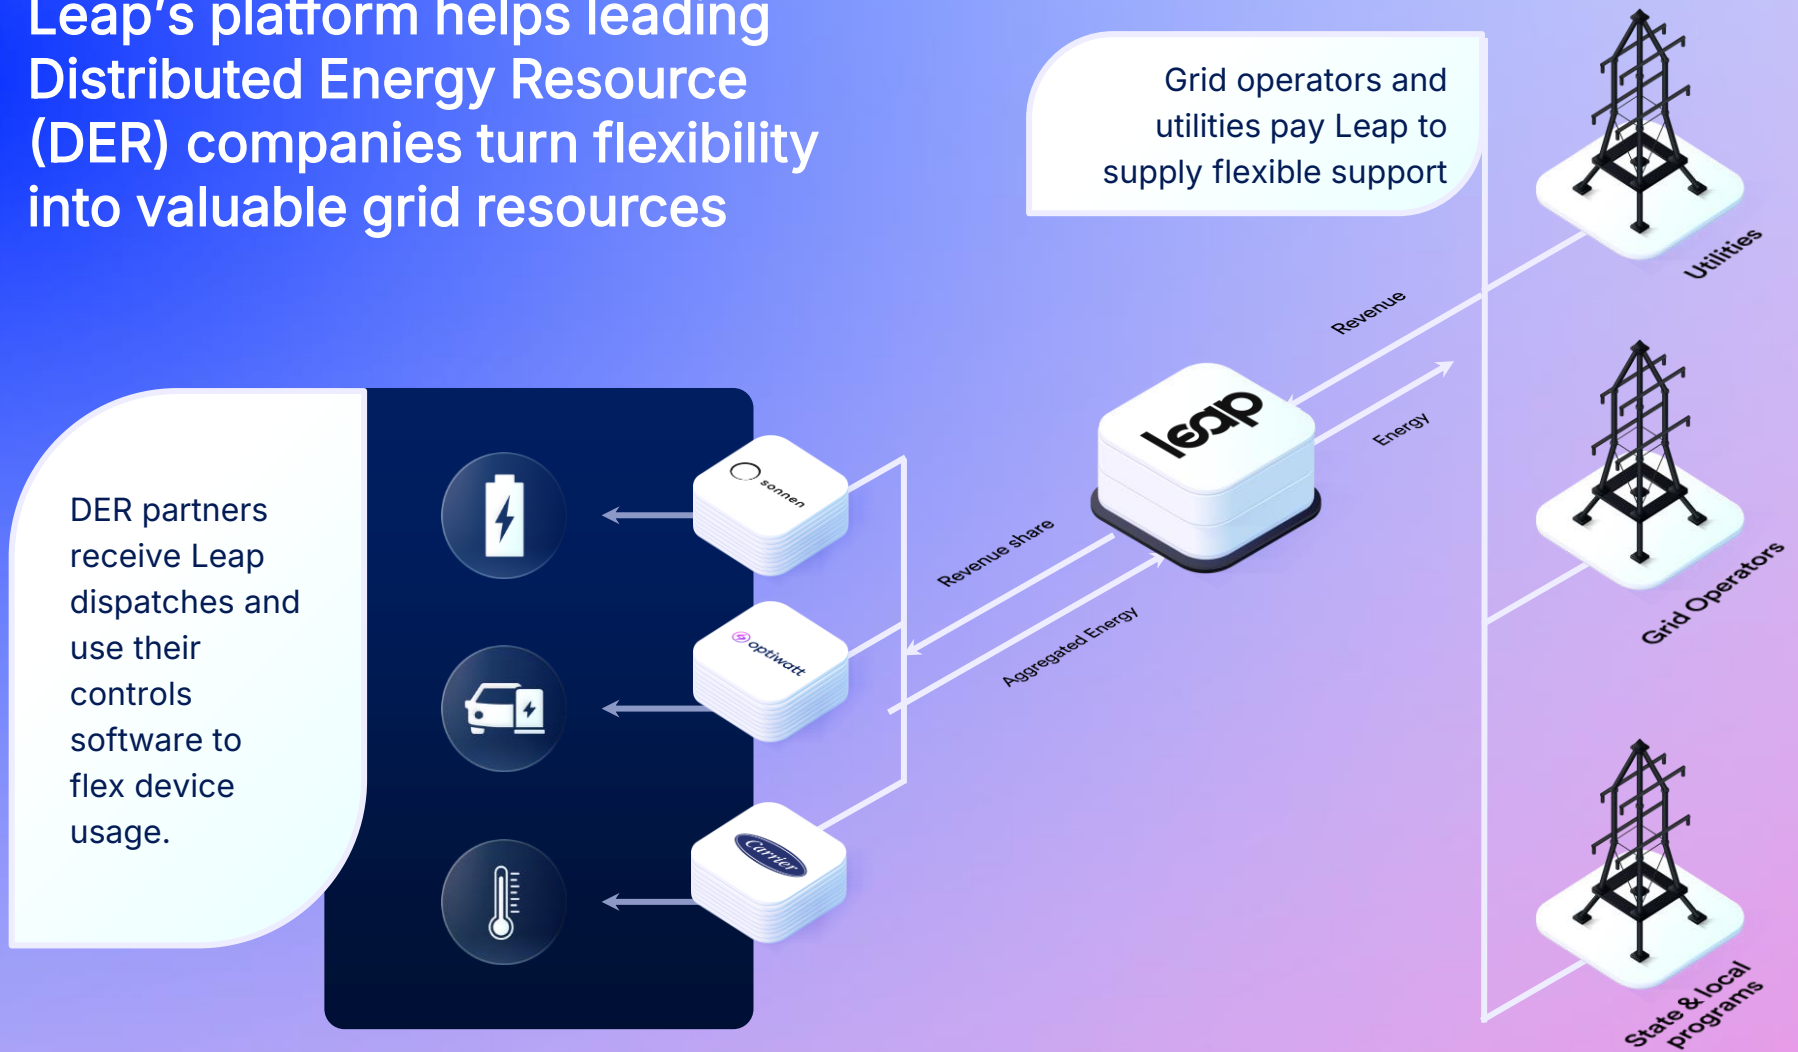 Leap's platform helps leading
Distributed Energy Resource
(DER) companies turn flexibility
into valuable grid resources
Grid operators and
utilities pay Leap to
supply flexible support
Utilities
Revenue
Energy
leap
Grid Operators
DER partners
receive Leap
dispatches and
use their
controls
software to
flex device
usage.
sonnen
optiwatt
Carrier
Revenue share
Aggregated Energy
State & local
programs